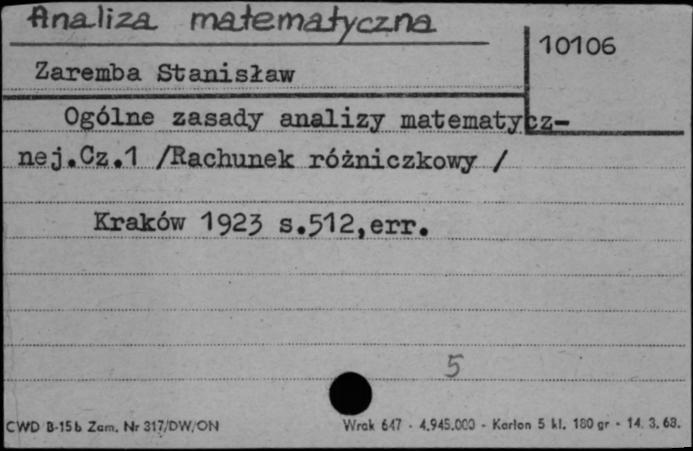 Analiza matematyczna
10106
Zaremba Stanisław
Ogólne zasady analizy matematycz-
nej.Cz.1 /Rachunek różniczkowy /
Kraków 1923 s.512,err.
5
CWD B-15b Zam. Nr 317/DW/ON Wrak 647 - 4.945.000 - Karton 5 kl. 180 gr - 14. 3. 68.